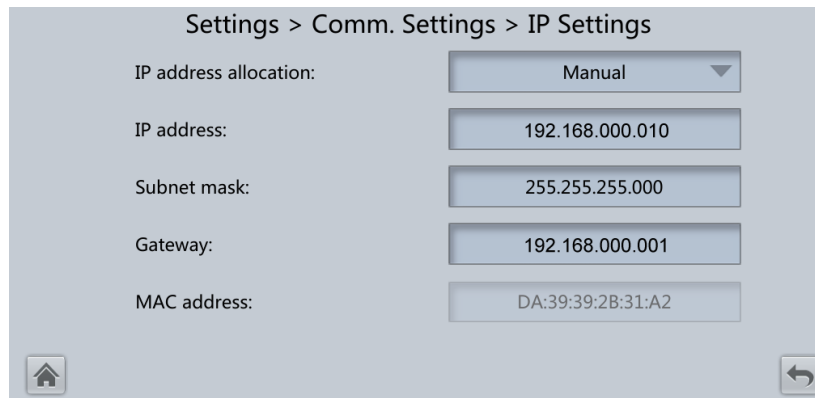 Settings > Comm. Settings > IP Settings
IP address allocation: Manual
IP address: 192.168.000.010
Subnet mask: 255.255.255.000
Gateway: 192.168.000.001
MAC address: DA:39:39:2B:31:A2